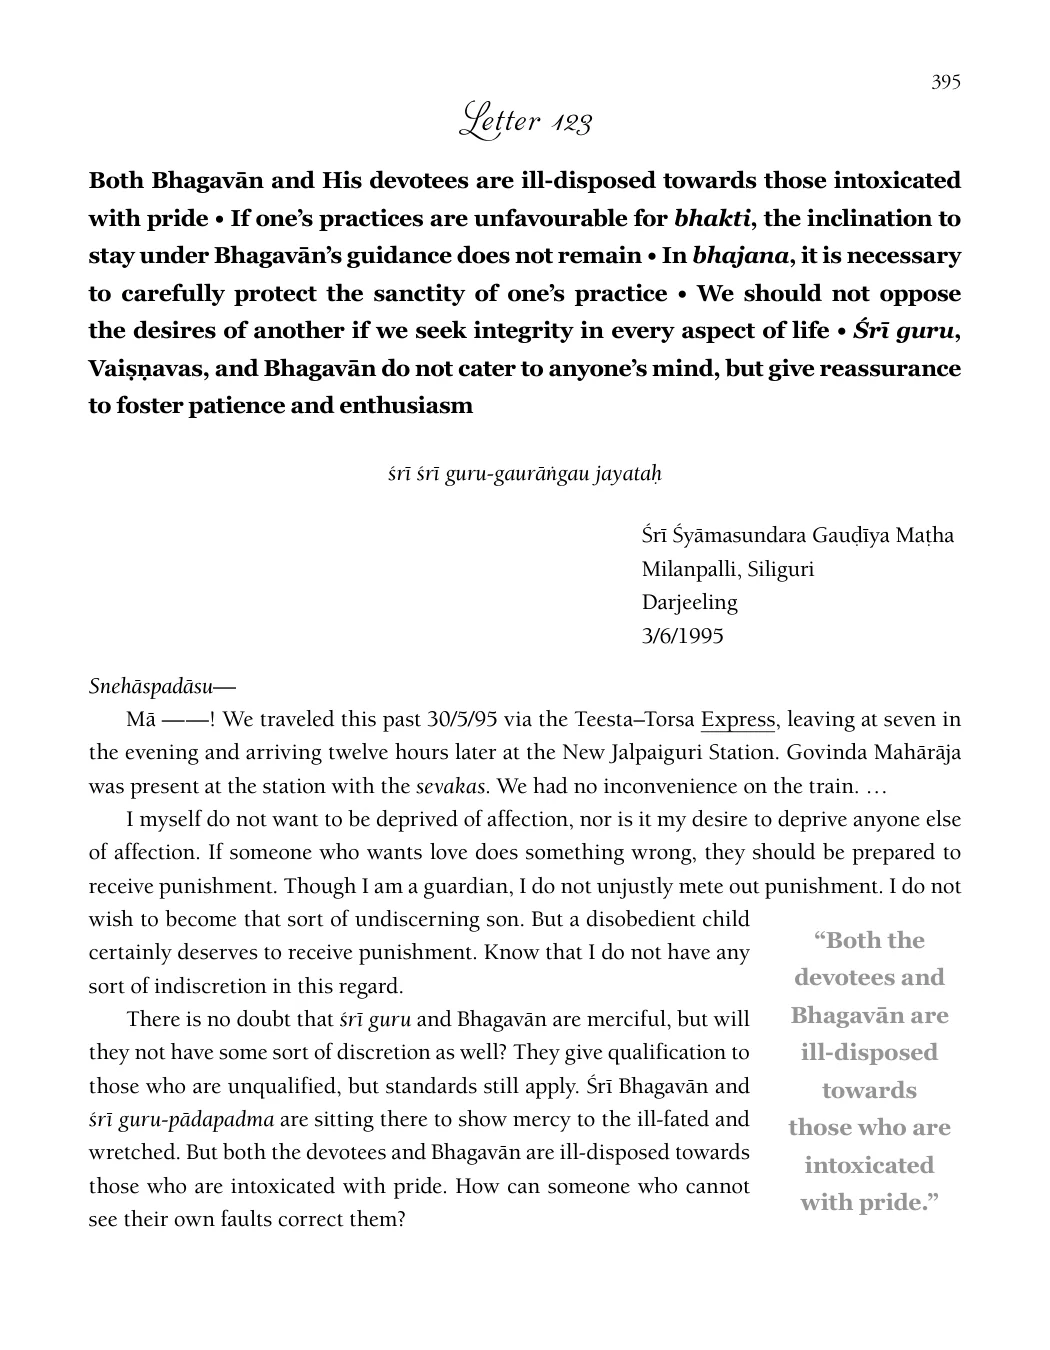 395
Letter 123
Both Bhagavān and His devotees are ill-disposed towards those intoxicated
with pride • If one’s practices are unfavourable for bhakti, the inclination to
stay under Bhagavān’s guidance does not remain • In bhajana, it is necessary
to carefully protect the sanctity of one’s practice • We should not oppose
the desires of another if we seek integrity in every aspect of life • Śrī guru,
Vaiṣṇavas, and Bhagavān do not cater to anyone’s mind, but give reassurance
to foster patience and enthusiasm
śrī śrī guru-gaurāṅgau jayataḥ
Śrī Śyāmasundara Gauḍīya Maṭha
Milanpalli, Siliguri
Darjeeling
3/6/1995
Snehāspadāsu—
Mā ——! We traveled this past 30/5/95 via the Teesta–Torsa Express, leaving at seven in
the evening and arriving twelve hours later at the New Jalpaiguri Station. Govinda Mahārāja
was present at the station with the sevakas. We had no inconvenience on the train. …
I myself do not want to be deprived of affection, nor is it my desire to deprive anyone else
of affection. If someone who wants love does something wrong, they should be prepared to
receive punishment. Though I am a guardian, I do not unjustly mete out punishment. I do not
wish to become that sort of undiscerning son. But a disobedient child
certainly deserves to receive punishment. Know that I do not have any
sort of indiscretion in this regard.
There is no doubt that śrī guru and Bhagavān are merciful, but will
they not have some sort of discretion as well? They give qualification to
those who are unqualified, but standards still apply. Śrī Bhagavān and
śrī guru-pādapadma are sitting there to show mercy to the ill-fated and
wretched. But both the devotees and Bhagavān are ill-disposed towards
those who are intoxicated with pride. How can someone who cannot
see their own faults correct them?
“Both the
devotees and
Bhagavān are
ill-disposed
towards
those who are
intoxicated
with pride.”